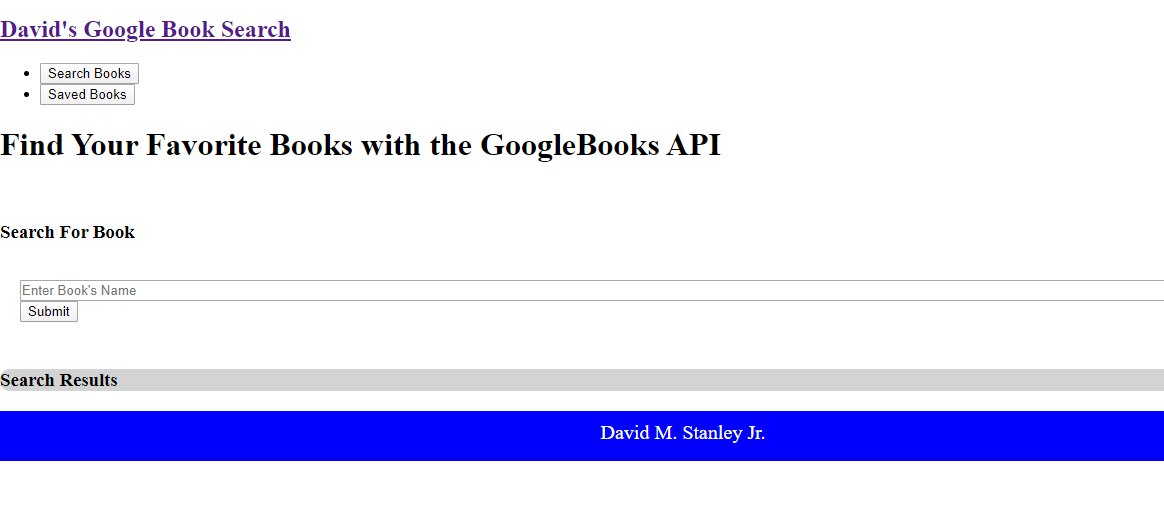 David's Google Book Search
Search Books
Saved Books
Find Your Favorite Books with the GoogleBooks API
Search For Book
Enter Book's Name
Submit
Search Results
David M. Stanley Jr.